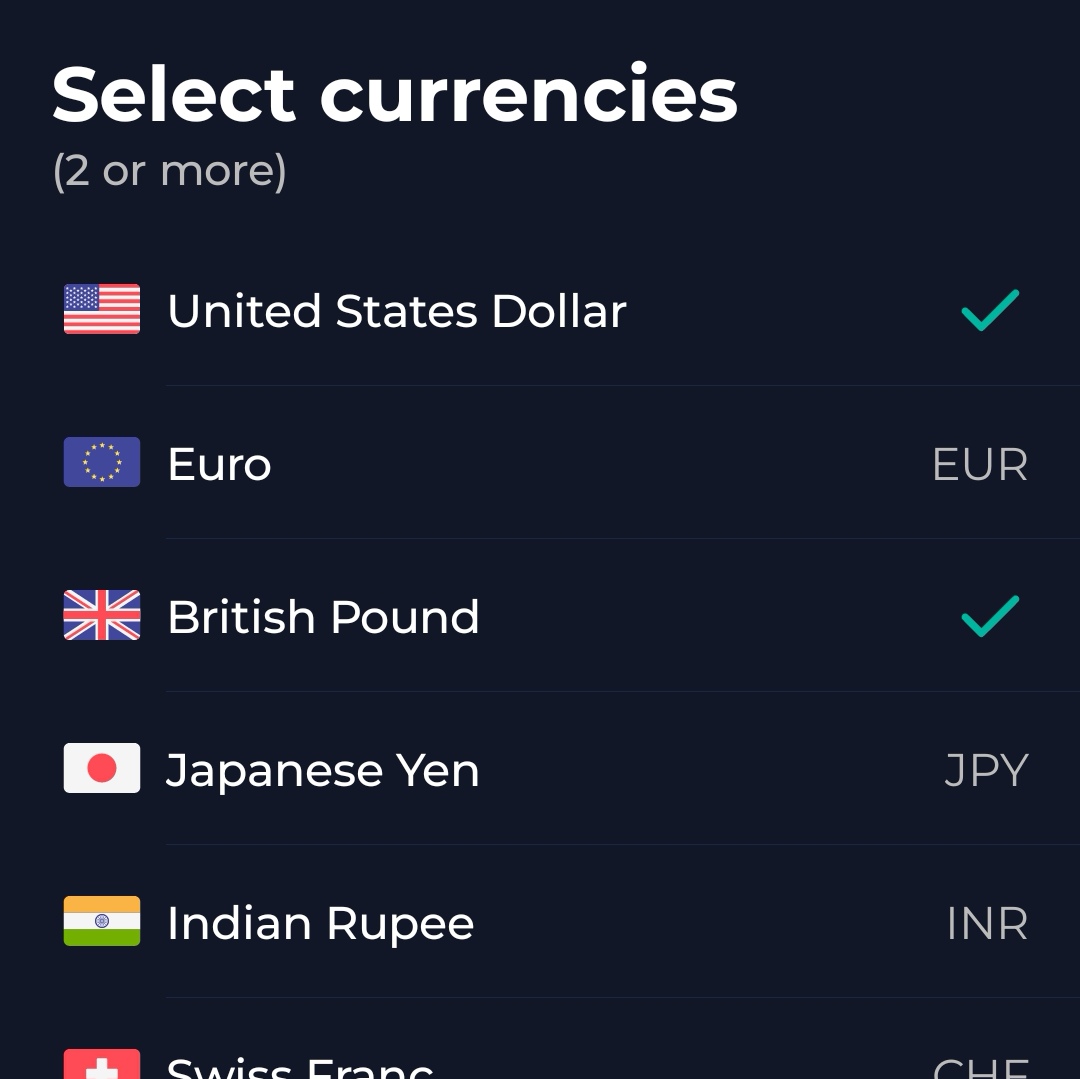 Select currencies
(2 or more)
United States Dollar
Euro EUR
British Pound
Japanese Yen JPY
Indian Rupee INR
Swiss Franc CHF